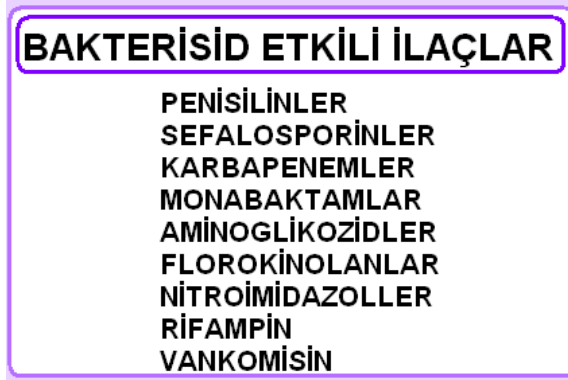 BAKTERİSİD ETKİLİ İLAÇLAR
PENİSİLİNLER
SEFALOSPORİNLER
KARBAPENEMLER
MONABAKTAMLAR
AMİNOGLİKOZİDLER
FLOROKİNOLANLAR
NİTROİMİDAZOLLER
RİFAMPİN
VANKOMİSİN